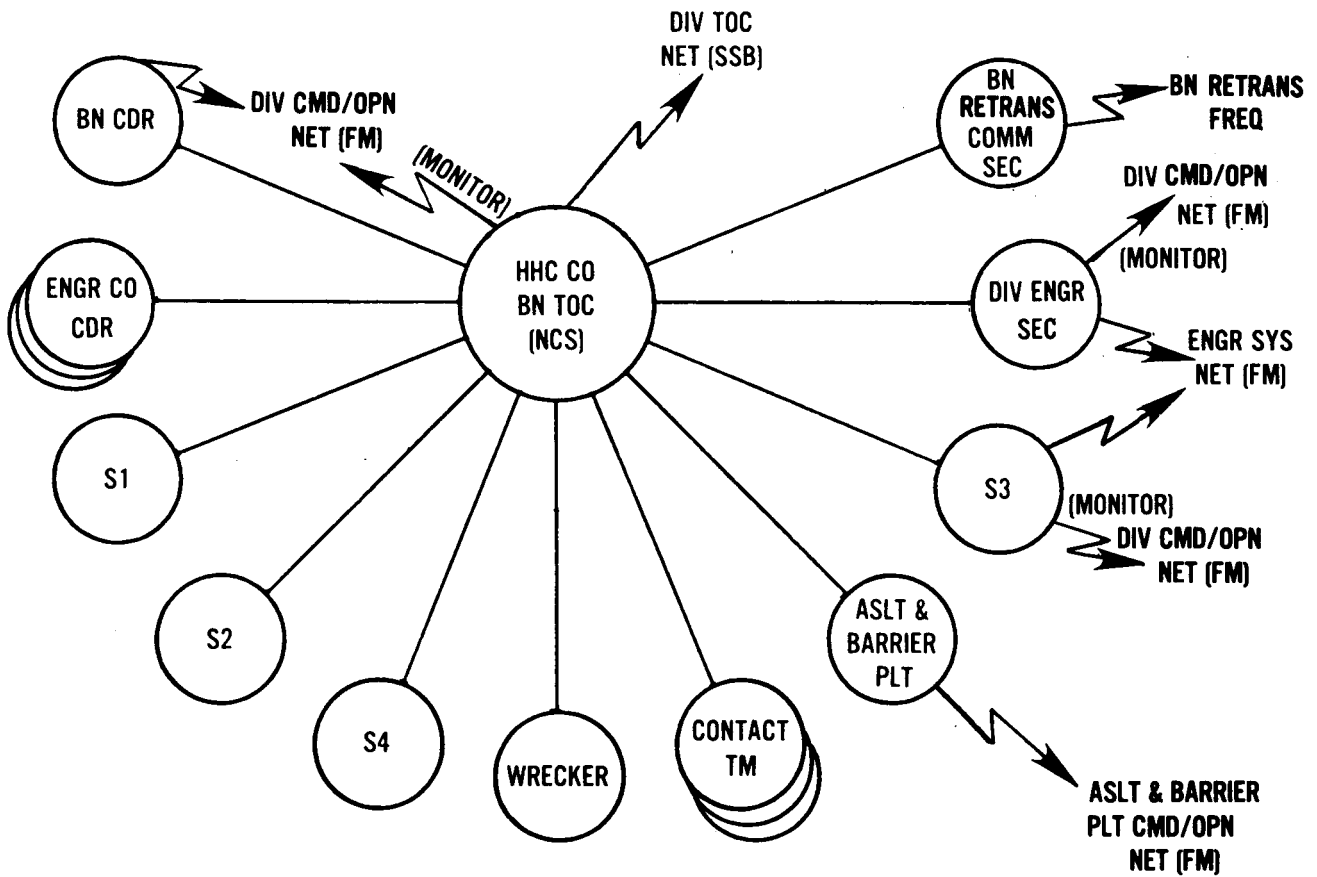 DIV TOC
NET (SSB)
BN CDR
DIV CMD/OPN
NET (FM)
(MONITOR)
BN
RETRANS
COMM
SEC
BN RETRANS
FREQ
DIV CMD/OPN
NET (FM)
(MONITOR)
ENGR CO
CDR
HHC CO
BN TOC
(NCS)
DIV ENGR
SEC
ENGR SYS
NET (FM)
S1
S3
(MONITOR)
DIV CMD/OPN
NET (FM)
S2
ASLT &
BARRIER
PLT
S4
WRECKER
CONTACT
TM
ASLT & BARRIER
PLT CMD/OPN
NET (FM)